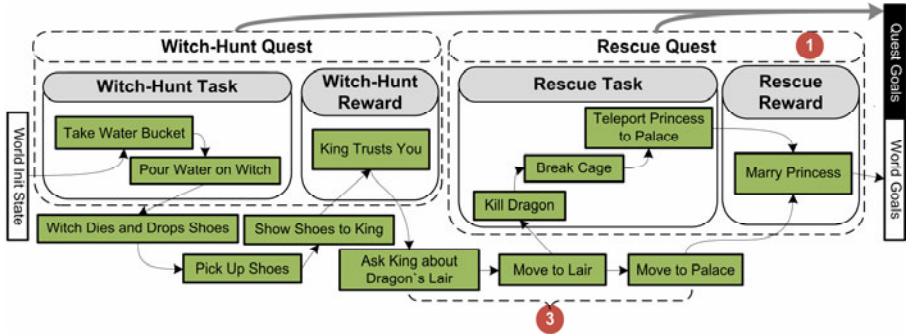 Witch-Hunt Quest
Rescue Quest
1
Quest Goals
World Goals
World Init State
Witch-Hunt Task
Witch-Hunt
Reward
Rescue Task
Rescue
Reward
Take Water Bucket
Pour Water on Witch
King Trusts You
Teleport Princess
to Palace
Break Cage
Kill Dragon
Marry Princess
Witch Dies and Drops Shoes
Show Shoes to King
Pick Up Shoes
Ask King about
Dragon`s Lair
Move to Lair
Move to Palace
3